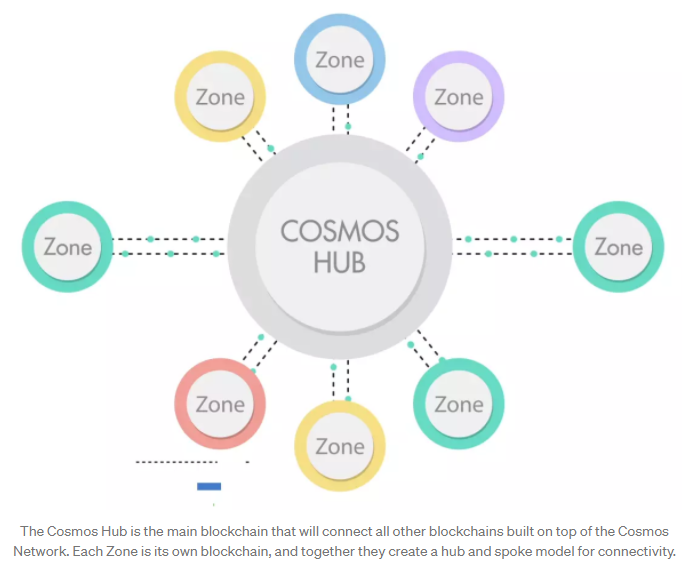 Zone
Zone
Zone
Zone
COSMOS
HUB
Zone
Zone
Zone
Zone
The Cosmos Hub is the main blockchain that will connect all other blockchains built on top of the Cosmos
Network. Each Zone is its own blockchain, and together they create a hub and spoke model for connectivity.